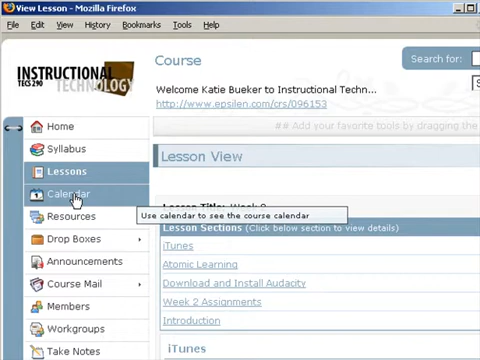 View Lesson - Mozilla Firefox
File Edit View History Bookmarks Tools Help
INSTRUCTIONAL
TECS 290 TECHNOLOGY
Course
Search for:
Welcome Katie Bueker to Instructional Techn...
http://www.epsilen.com/crs/096153
## Add your favorite tools by dragging the
Home
Syllabus
Lessons
Calendar
Resources
Drop Boxes
Announcements
Course Mail
Members
Workgroups
Take Notes
Lesson View
Use calendar to see the course calendar
Lesson Sections (Click below section to view details)
iTunes
Atomic Learning
Download and Install Audacity
Week 2 Assignments
Introduction
iTunes